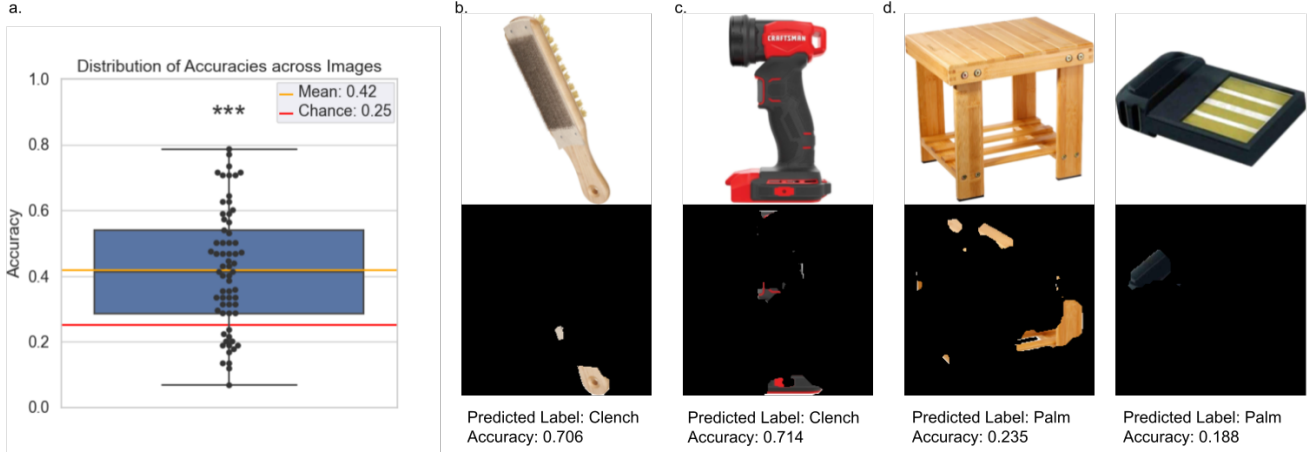 a.
b.
c.
d.
Distribution of Accuracies across Images
Mean: 0.42
Chance: 0.25
***
1.0
0.8
0.6
0.4
0.2
0.0
Accuracy
CRAFTSMAN
Predicted Label: Clench
Accuracy: 0.706
Predicted Label: Clench
Accuracy: 0.714
Predicted Label: Palm
Accuracy: 0.235
Predicted Label: Palm
Accuracy: 0.188